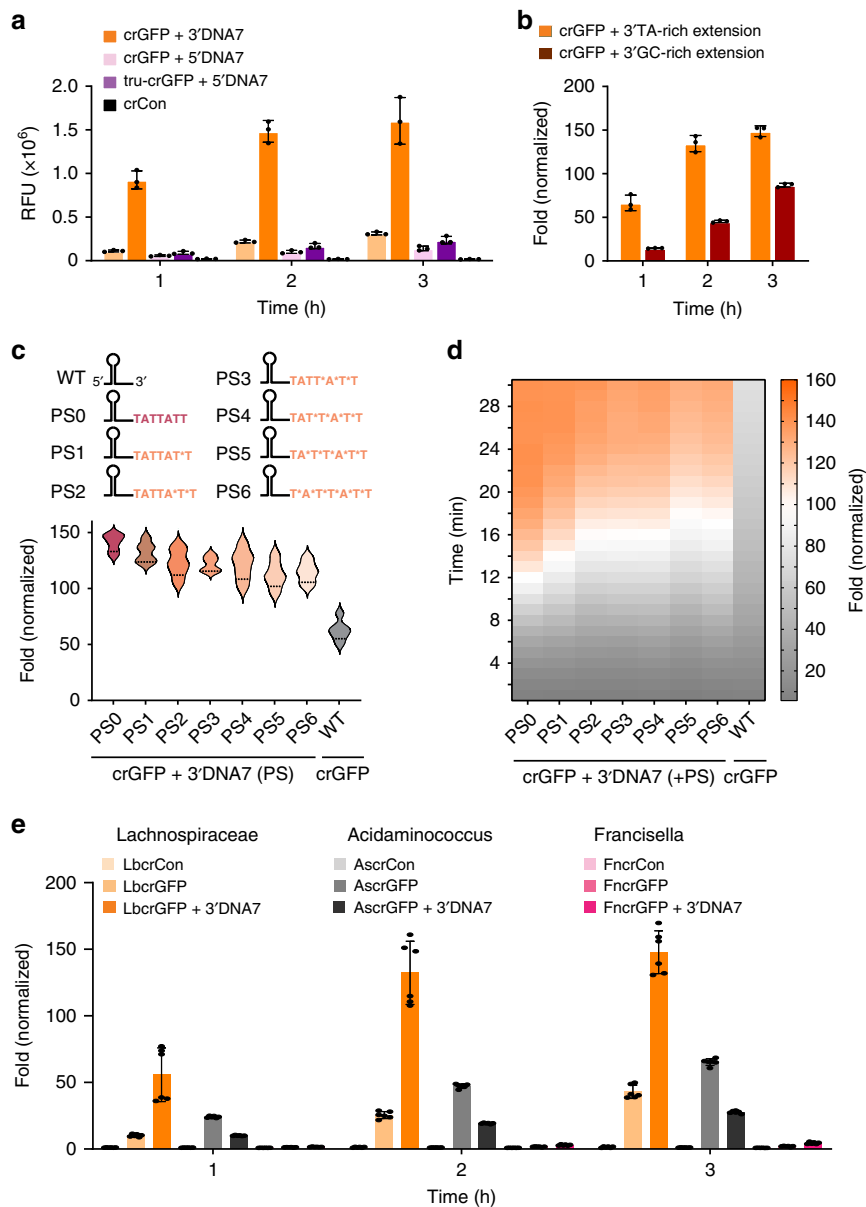 a
crGFP + 3′DNA7
crGFP + 5′DNA7
tru-crGFP + 5′DNA7
crCon
2.0
1.5
1.0
0.5
0
RFU (×10⁶)
1 2 3
Time (h)
b
crGFP + 3′TA-rich extension
crGFP + 3′GC-rich extension
200
150
100
50
0
Fold (normalized)
1 2 3
Time (h)
c
WT 5′ 3′
PS0 TATTATT
PS1 TATTAT*T
PS2 TATTA*T*T
PS3 TATT*A*T*T
PS4 TAT*T*A*T*T
PS5 TA*T*T*A*T*T
PS6 T*A*T*T*A*T*T
150
100
50
0
Fold (normalized)
PS0 PS1 PS2 PS3 PS4 PS5 PS6 WT
crGFP + 3′DNA7 (PS) crGFP
d
28
24
20
16
12
8
4
Time (min)
PS0 PS1 PS2 PS3 PS4 PS5 PS6 WT
crGFP + 3′DNA7 (+PS) crGFP
160
140
120
100
80
60
40
20
Fold (normalized)
e
Lachnospiraceae
LbcrCon
LbcrGFP
LbcrGFP + 3′DNA7
Acidaminococcus
AscrCon
AscrGFP
AscrGFP + 3′DNA7
Francisella
FncrCon
FncrGFP
FncrGFP + 3′DNA7
200
150
100
50
0
Fold (normalized)
1 2 3
Time (h)